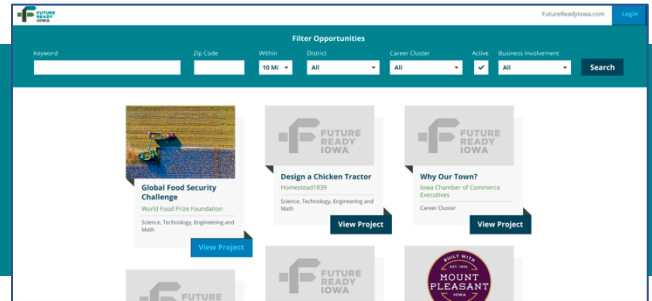 FUTURE
READY
IOWA
FutureReadyIowa.com
Login
Filter Opportunities
Keyword
Zip Code
Within
District
Career Cluster
Active
Business Involvement
10 Mi
All
All
All
Search
Global Food Security
Challenge
World Food Prize Foundation
Science, Technology, Engineering and
Math
View Project
FUTURE
READY
IOWA
Design a Chicken Tractor
Homestead1839
Science, Technology, Engineering and
Math
View Project
FUTURE
READY
IOWA
Why Our Town?
Iowa Chamber of Commerce
Executives
Career Cluster
View Project
FUTURE
FUTURE
READY
IOWA
BUILT WITH
EST 1835
MOUNT
PLEASANT
IOWA